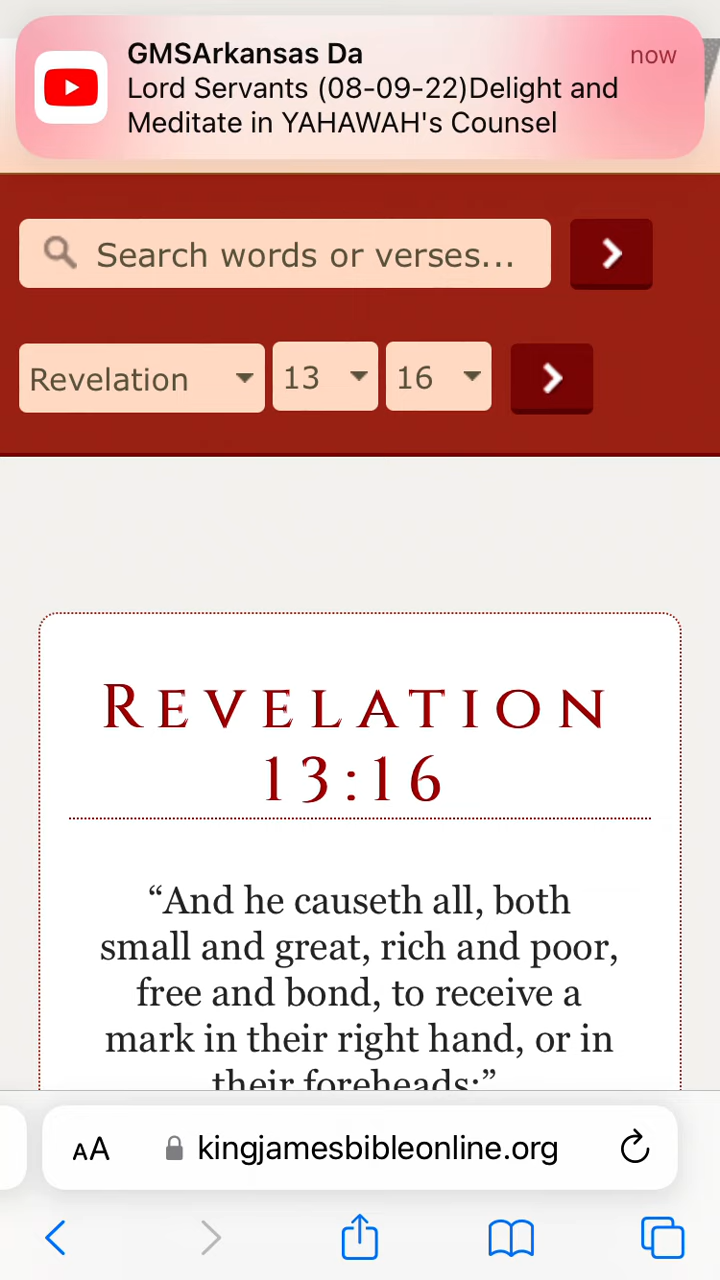 GMSArkansas Da
now
Lord Servants (08-09-22)Delight and
Meditate in YAHAWAH's Counsel
Search words or verses...
Revelation 13 16
REVELATION
13:16
“And he causeth all, both
small and great, rich and poor,
free and bond, to receive a
mark in their right hand, or in
their foreheads:”
AA kingjamesbibleonline.org